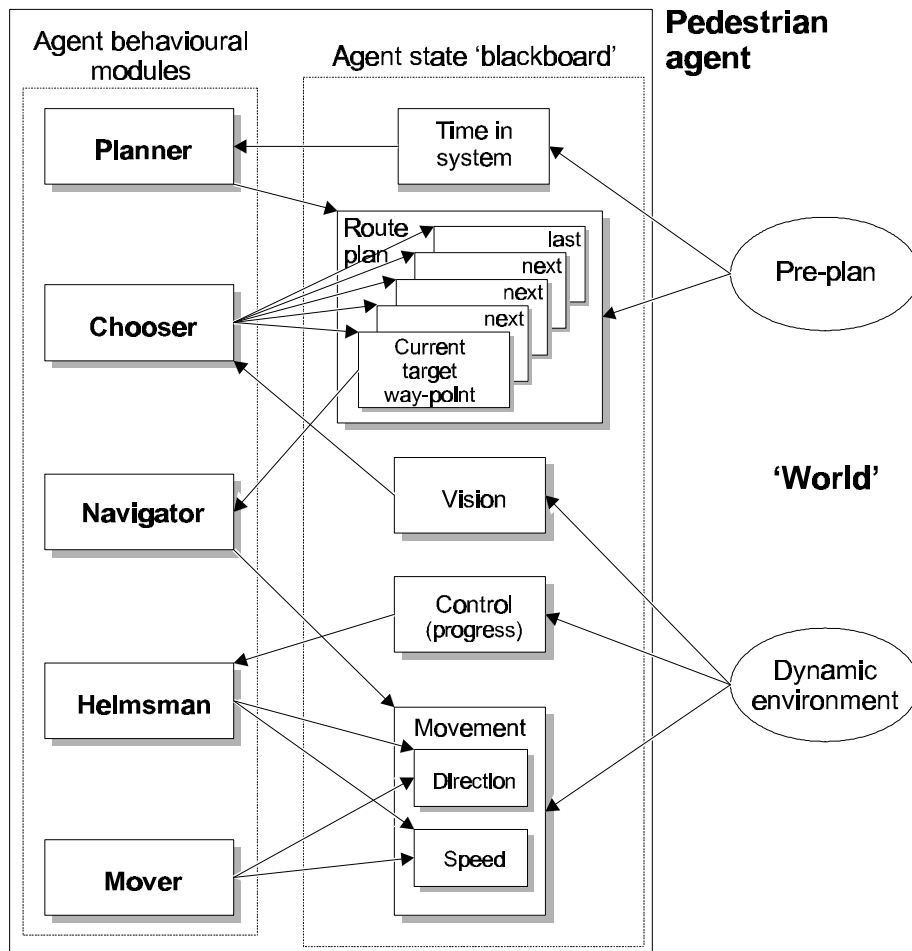 Pedestrian
agent
Agent behavioural
modules
Agent state ‘blackboard’
Planner
Time in
system
Route
plan
last
next
next
next
Current
target
way-point
Pre-plan
Chooser
‘World’
Navigator
Vision
Control
(progress)
Helmsman
Dynamic
environment
Movement
Direction
Speed
Mover